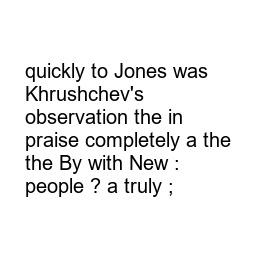 quickly to Jones was
Khrushchev's
observation the in
praise completely a the
the By with New :
people ? a truly ;